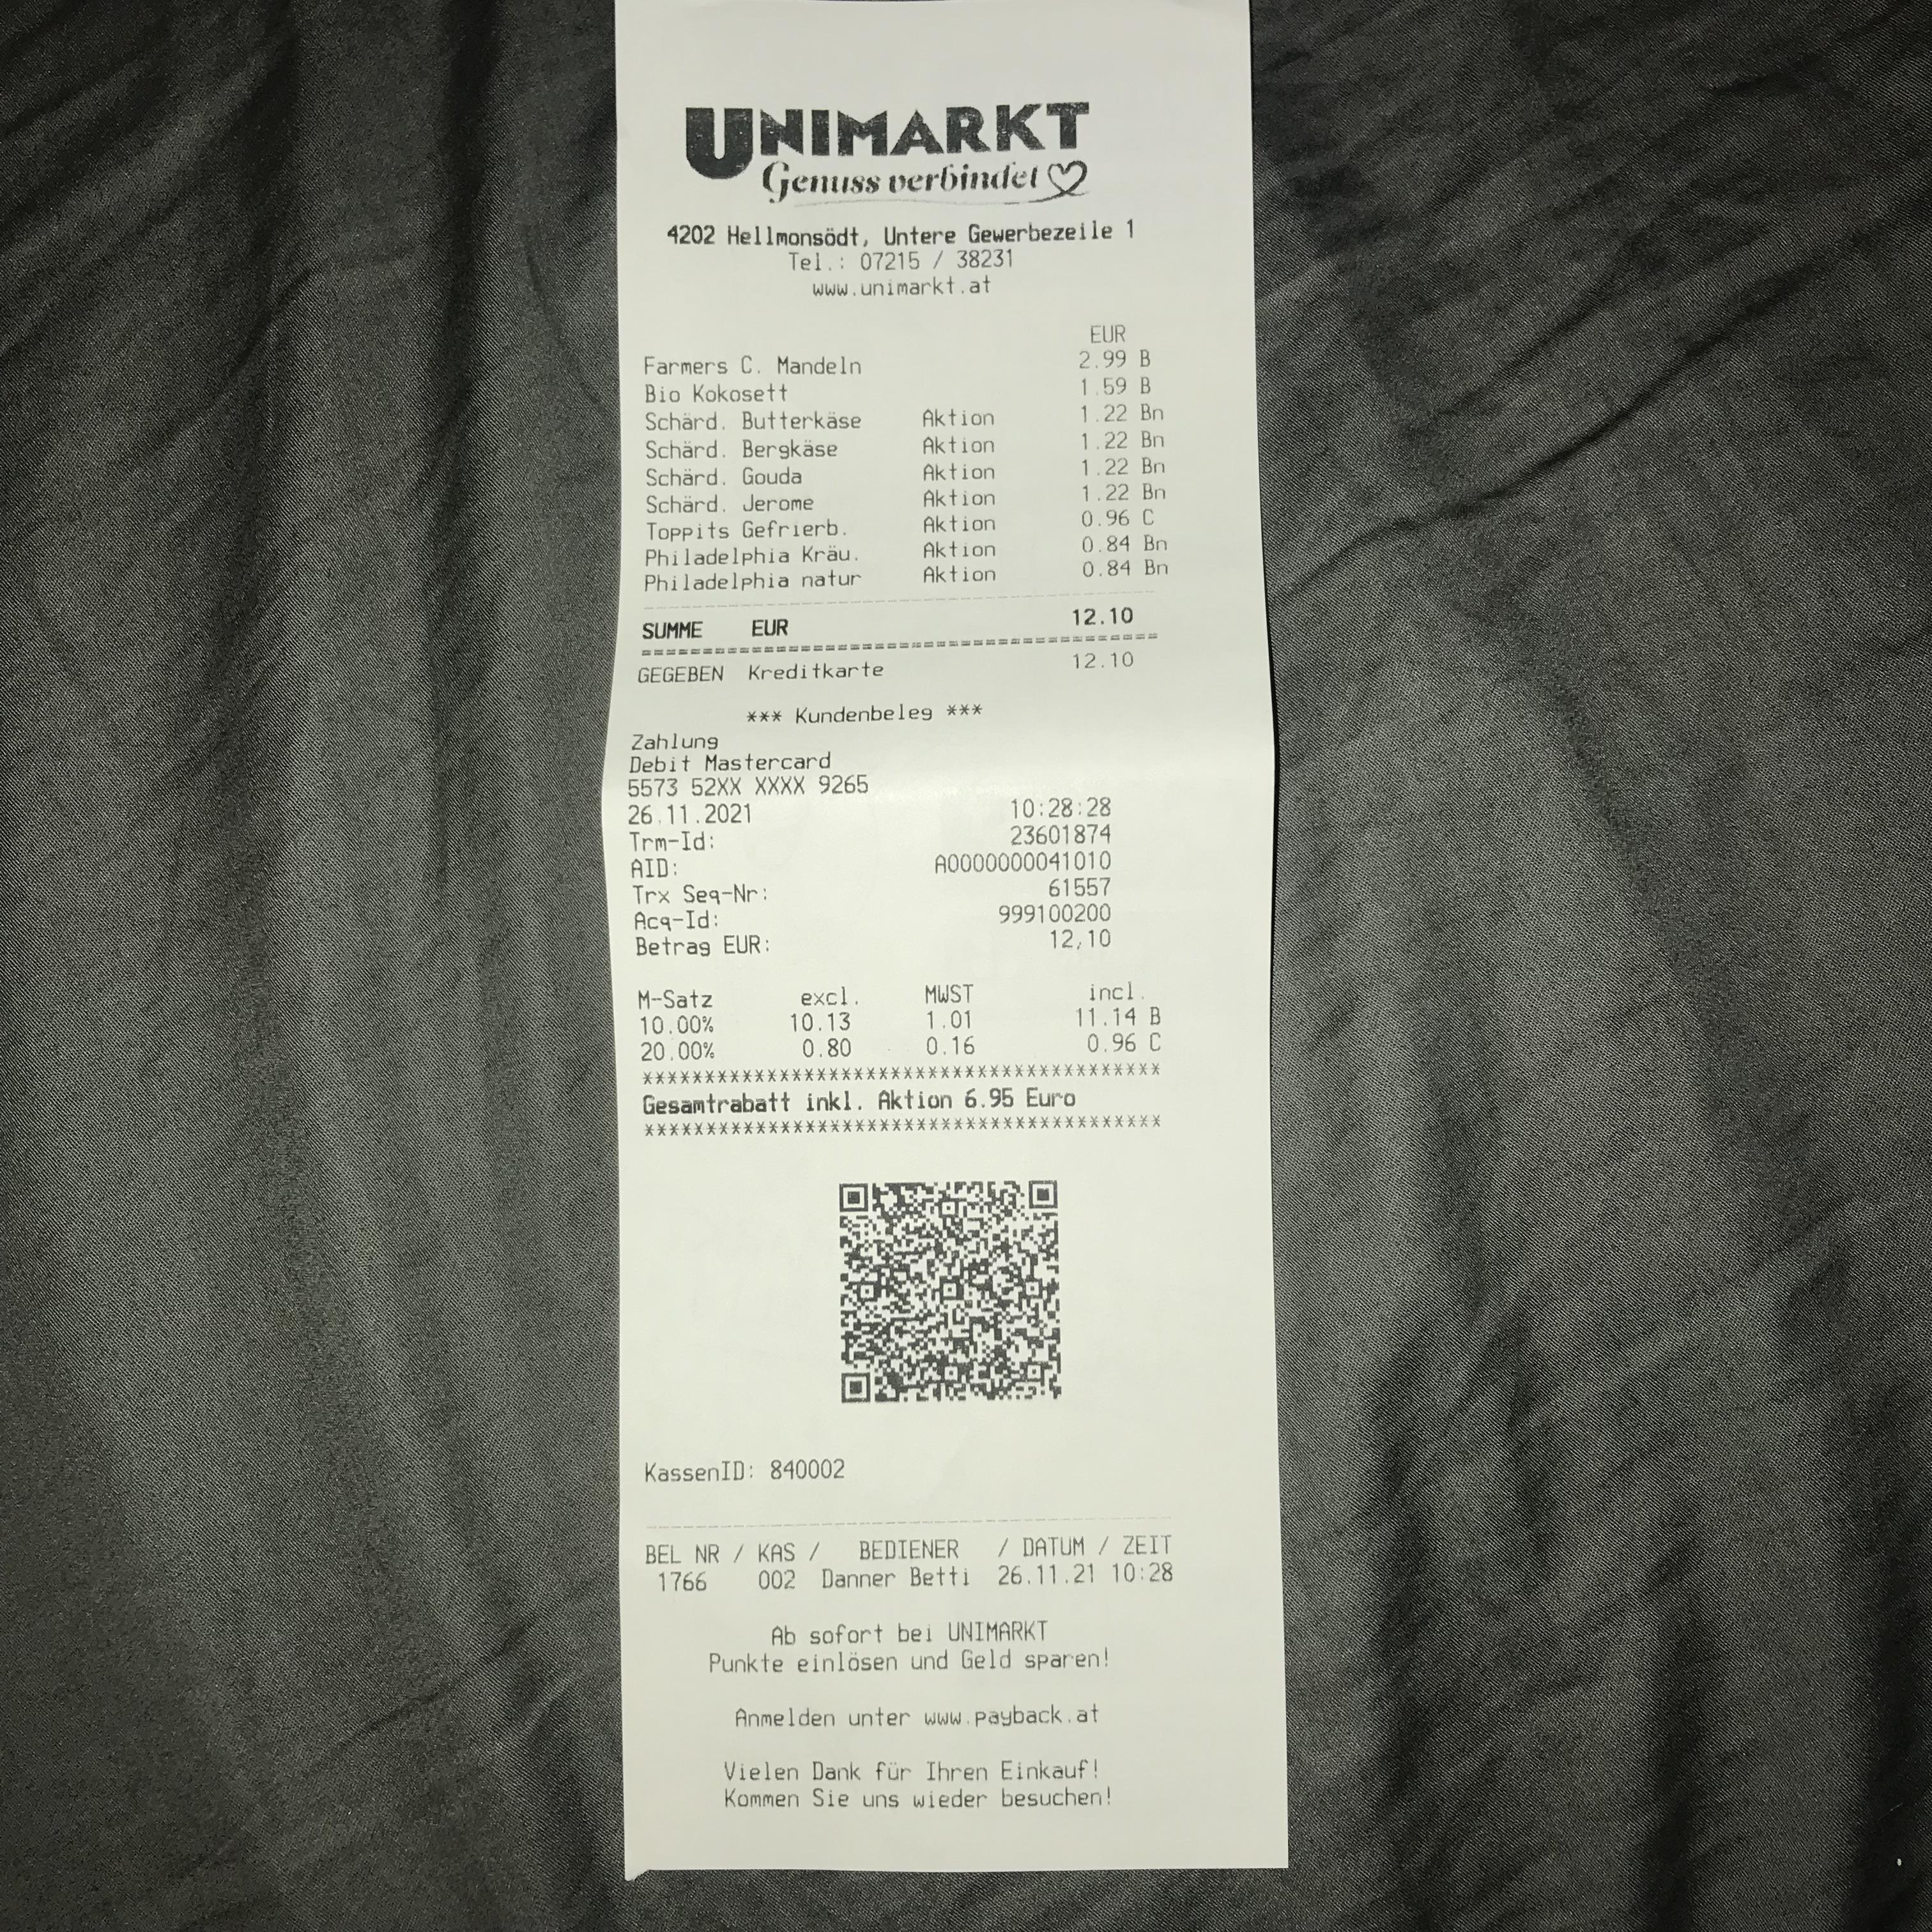 UNIMARKT
Genuss verbindet
4202 Hellmonsödt, Untere Gewerbezeile 1
Tel.: 07215 / 38231
www.unimarkt.at
EUR
Farmers C. Mandeln 2.99 B
Bio Kokosett 1.59 B
Schärd. Butterkäse Aktion 1.22 Bn
Schärd. Bergkäse Aktion 1.22 Bn
Schärd. Gouda Aktion 1.22 Bn
Schärd. Jerome Aktion 1.22 Bn
Toppits Gefrierb. Aktion 0.96 C
Philadelphia Kräu. Aktion 0.84 Bn
Philadelphia natur Aktion 0.84 Bn
SUMME EUR 12.10
GEGEBEN Kreditkarte 12.10
*** Kundenbeleg ***
Zahlung
Debit Mastercard
5573 52XX XXXX 9265
26.11.2021 10:28:28
Trm-Id: 23601874
AID: A0000000041010
Trx Seq-Nr: 61557
Acq-Id: 999100200
Betrag EUR: 12,10
M-Satz excl. MWST incl.
10.00% 10.13 1.01 11.14 B
20.00% 0.80 0.16 0.96 C
******************************************
Gesamtrabatt inkl. Aktion 6.95 Euro
******************************************
KassenID: 840002
BEL NR / KAS / BEDIENER / DATUM / ZEIT
1766 002 Danner Betti 26.11.21 10:28
Ab sofort bei UNIMARKT
Punkte einlösen und Geld sparen!
Anmelden unter www.payback.at
Vielen Dank für Ihren Einkauf!
Kommen Sie uns wieder besuchen!